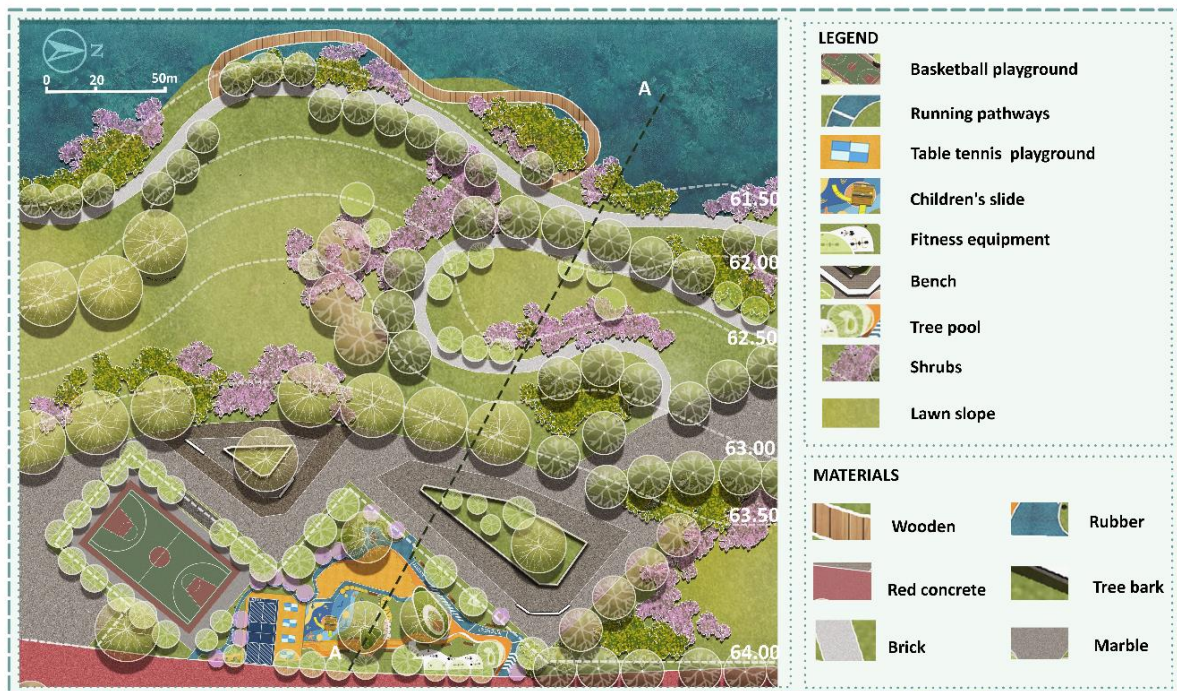 N
0 20 50m
A
61.50
62.00
62.50
63.00
63.50
64.00
A
LEGEND
Basketball playground
Running pathways
Table tennis playground
Children's slide
Fitness equipment
Bench
Tree pool
Shrubs
Lawn slope
MATERIALS
Wooden
Rubber
Red concrete
Tree bark
Brick
Marble